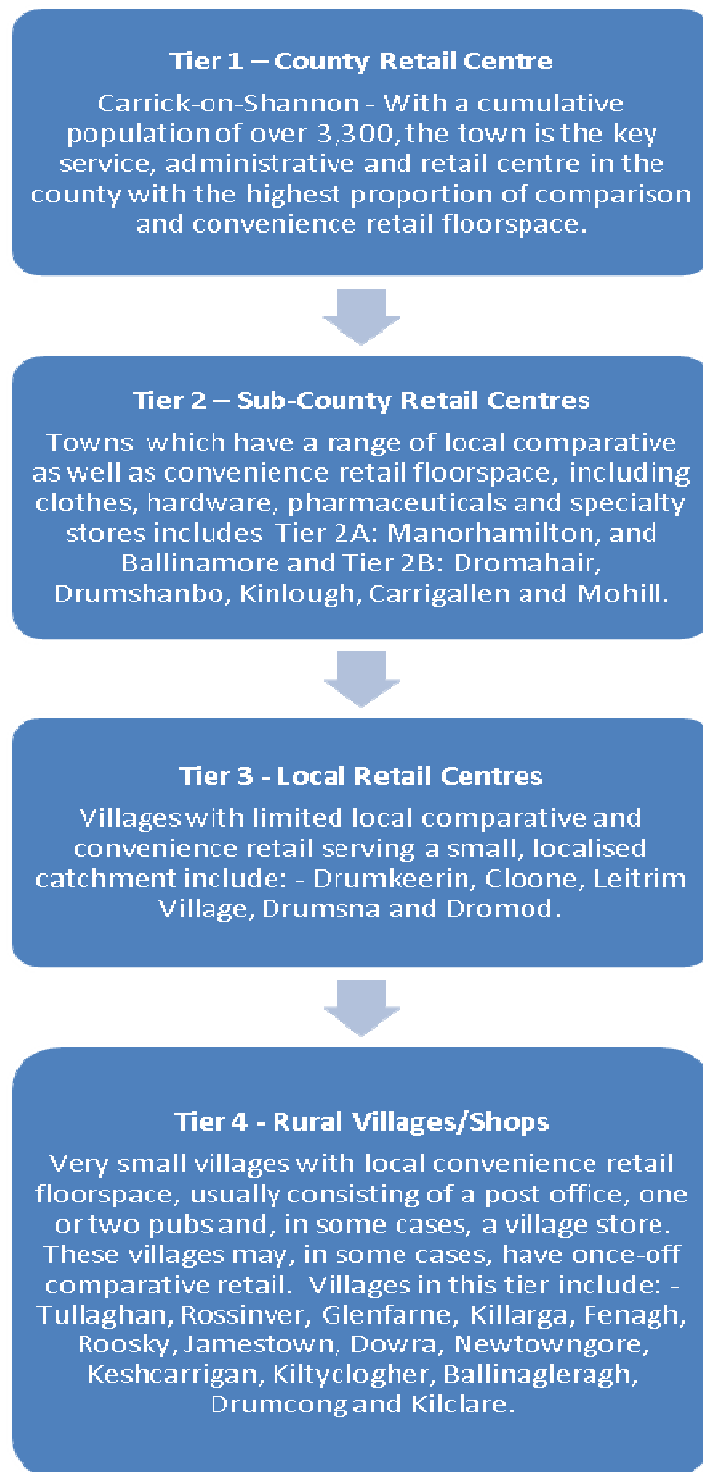 Tier 1 – County Retail Centre
Carrick-on-Shannon - With a cumulative
population of over 3,300, the town is the key
service, administrative and retail centre in the
county with the highest proportion of comparison
and convenience retail floorspace.
Tier 2 – Sub-County Retail Centres
Towns which have a range of local comparative
as well as convenience retail floorspace, including
clothes, hardware, pharmaceuticals and specialty
stores includes Tier 2A: Manorhamilton, and
Ballinamore and Tier 2B: Dromahair,
Drumshanbo, Kinlough, Carrigallen and Mohill.
Tier 3 - Local Retail Centres
Villages with limited local comparative and
convenience retail serving a small, localised
catchment include: - Drumkeerin, Cloone, Leitrim
Village, Drumsna and Dromod.
Tier 4 - Rural Villages/Shops
Very small villages with local convenience retail
floorspace, usually consisting of a post office, one
or two pubs and, in some cases, a village store.
These villages may, in some cases, have once-off
comparative retail. Villages in this tier include: -
Tullaghan, Rossinver, Glenfarne, Killarga, Fenagh,
Roosky, Jamestown, Dowra, Newtowngore,
Keshcarrigan, Kiltyclogher, Ballinagleragh,
Drumcong and Kilclare.